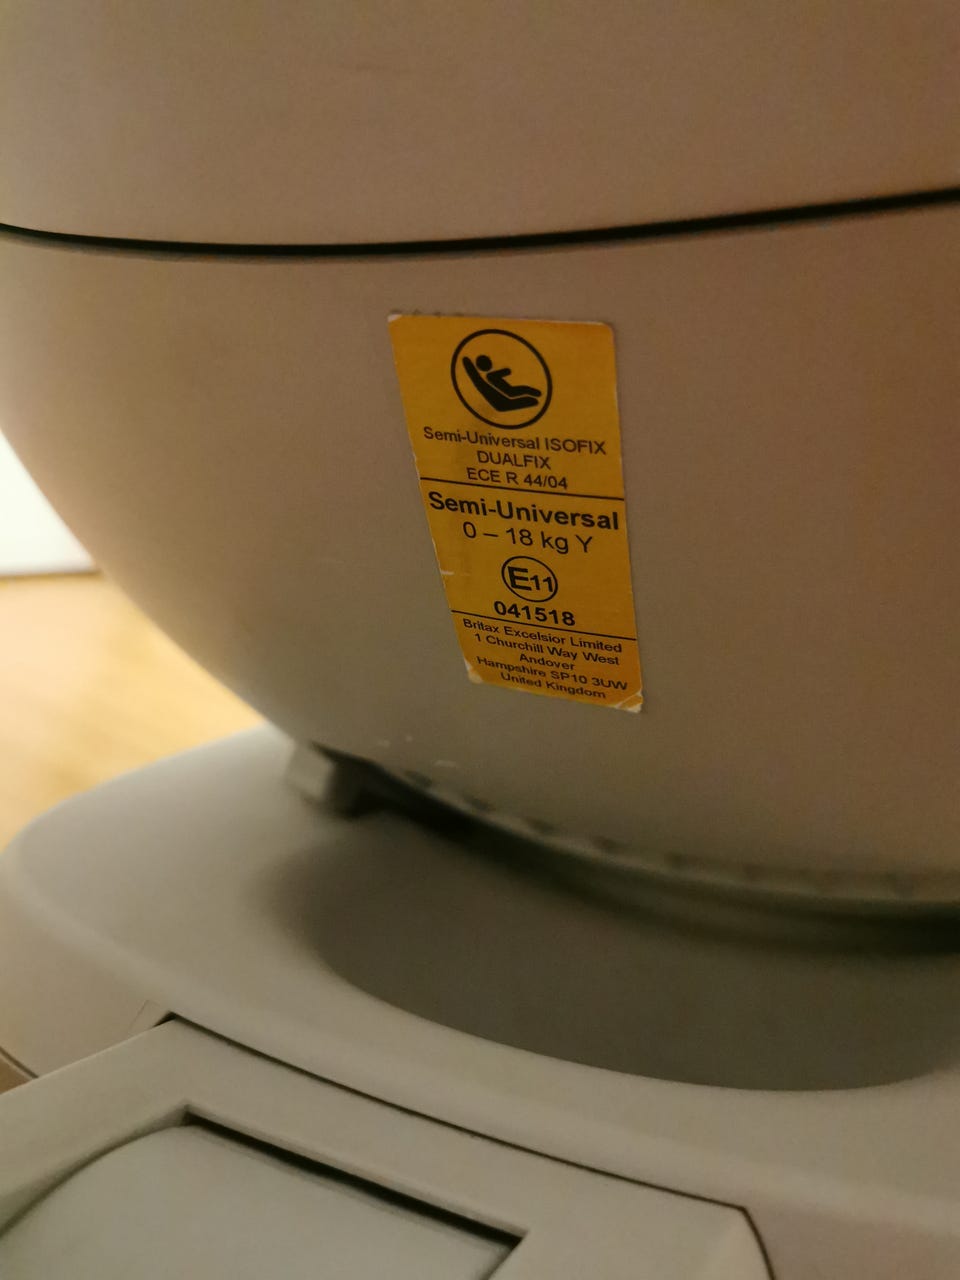 Semi-Universal ISOFIX
DUALFIX
ECE R 44/04
Semi-Universal
0 – 18 kg Y
E11
041518
Britax Excelsior Limited
1 Churchill Way West
Andover
Hampshire SP10 3UW
United Kingdom